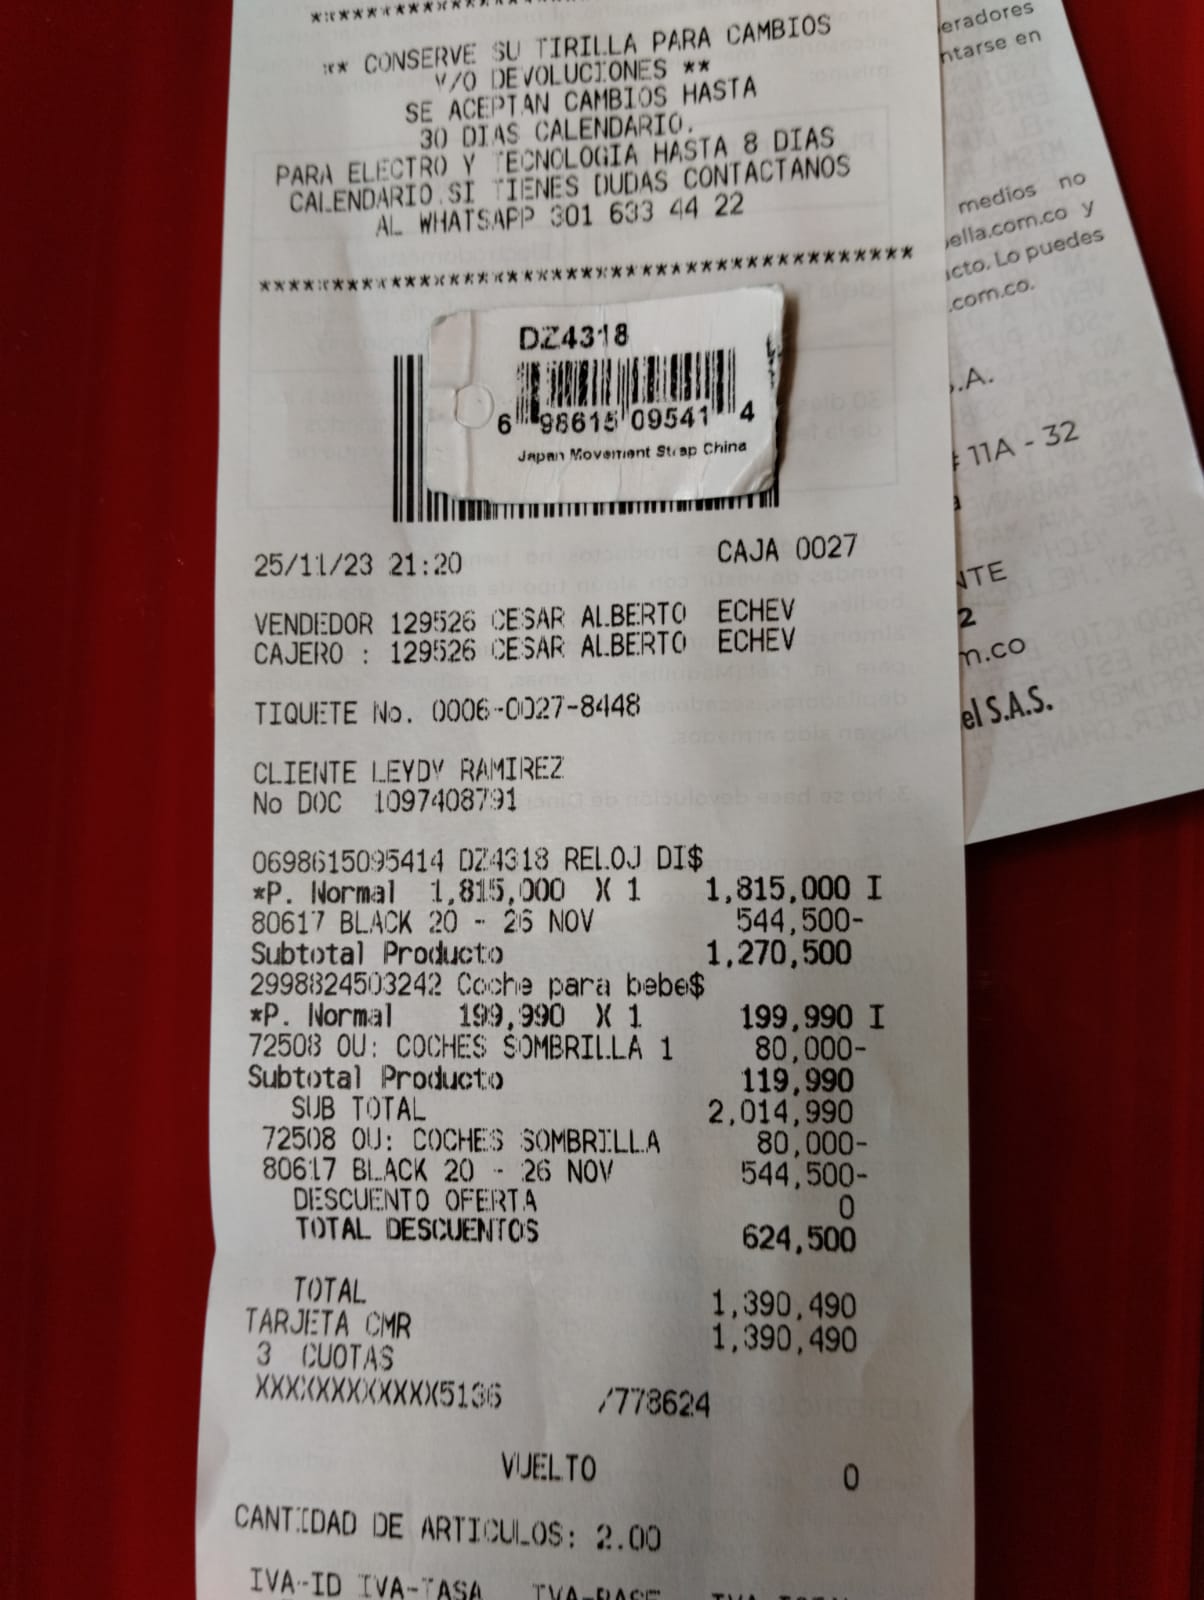 ** CONSERVE SU TIRILLA PARA CAMBIOS
Y/O DEVOLUCIONES **
SE ACEPTAN CAMBIOS HASTA
30 DIAS CALENDARIO.
PARA ELECTRO Y TECNOLOGIA HASTA 8 DIAS
CALENDARIO.SI TIENES DUDAS CONTACTANOS
AL WHATSAPP 301 633 44 22
DZ4318
6 98615 09541 4
Japan Movement Strap China
25/11/23 21:20 CAJA 0027
VENDEDOR 129526 CESAR ALBERTO ECHEV
CAJERO : 129526 CESAR ALBERTO ECHEV
TIQUETE No. 0006-0027-8448
CLIENTE LEYDY RAMIREZ
No DOC 1097408791
0698615095414 DZ4318 RELOJ DI$
*P. Normal 1,815,000 X 1 1,815,000 I
80617 BLACK 20 - 26 NOV 544,500-
Subtotal Producto 1,270,500
2998824503242 Coche para bebe$
*P. Normal 199,990 X 1 199,990 I
72508 OU: COCHES SOMBRILLA 1 80,000-
Subtotal Producto 119,990
SUB TOTAL 2,014,990
72508 OU: COCHES SOMBRILLA 80,000-
80617 BLACK 20 - 26 NOV 544,500-
DESCUENTO OFERTA 0
TOTAL DESCUENTOS 624,500
TOTAL 1,390,490
TARJETA CMR 1,390,490
3 CUOTAS
XXXXXXXXXXXX5136 /778624
VUELTO 0
CANTIDAD DE ARTICULOS: 2.00
IVA-ID IVA-TASA IVA-BASE
eradores
ntarse en
medios no
ella.com.co y
cto. Lo puedes
.com.co.
.A.
# 11A - 32
NTE
2
m.co
el S.A.S.